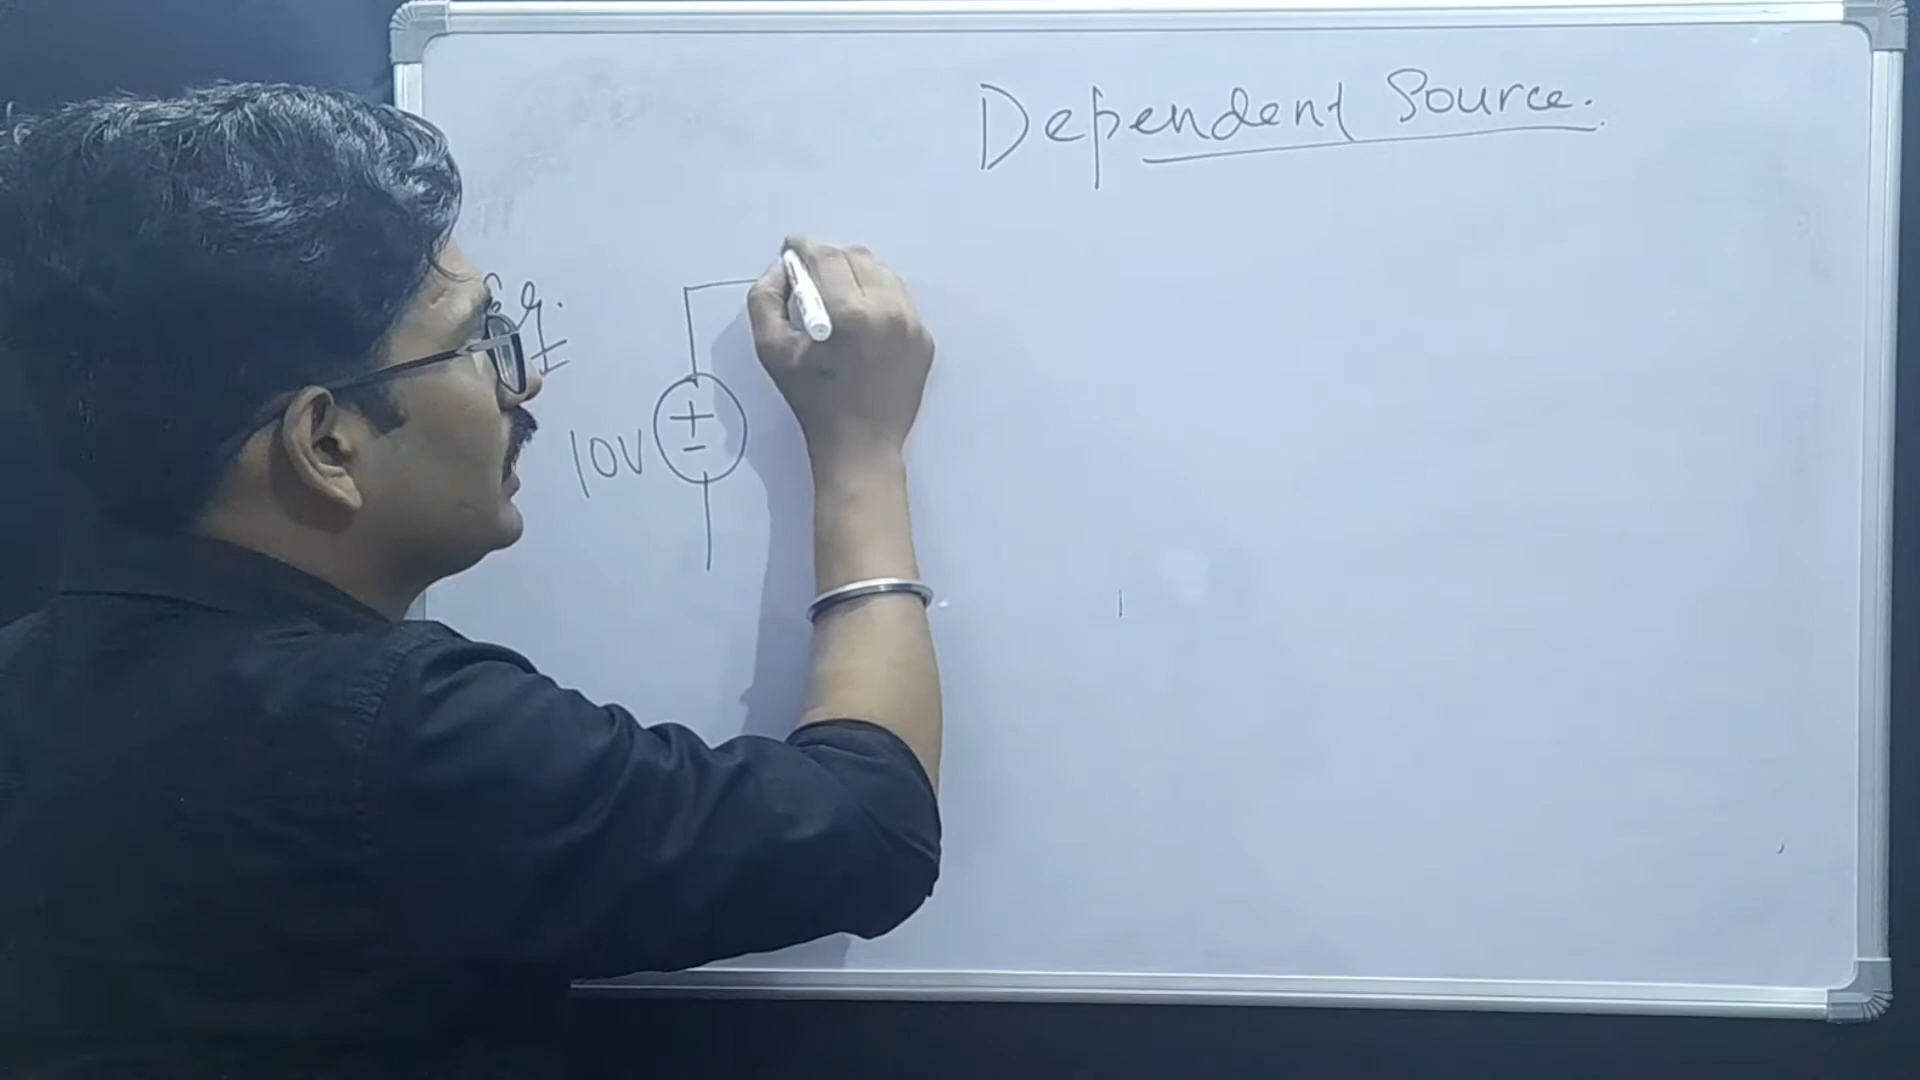 Dependent Source.
Eg.
10V
+
-